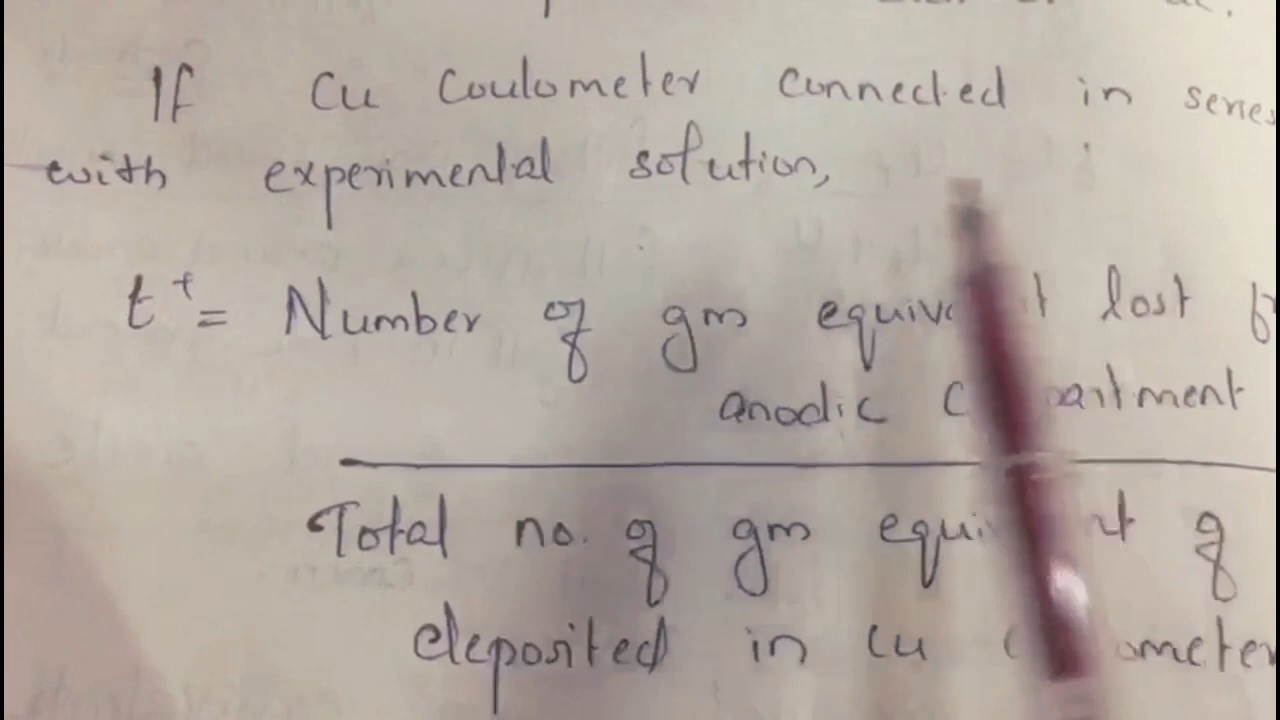 If Cu Coulometer connected in series
with experimental solution,
t+ = Number of gm lost
anodic
Total no. of gm of
deposited in Cu